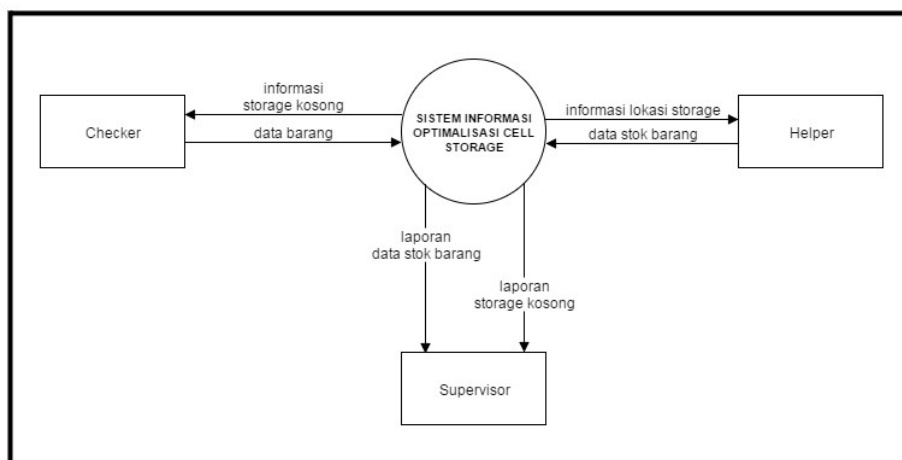 informasi
storage kosong
Checker
data barang
SISTEM INFORMASI
OPTIMALISASI CELL
STORAGE
informasi lokasi storage
data stok barang
Helper
laporan
data stok barang
laporan
storage kosong
Supervisor